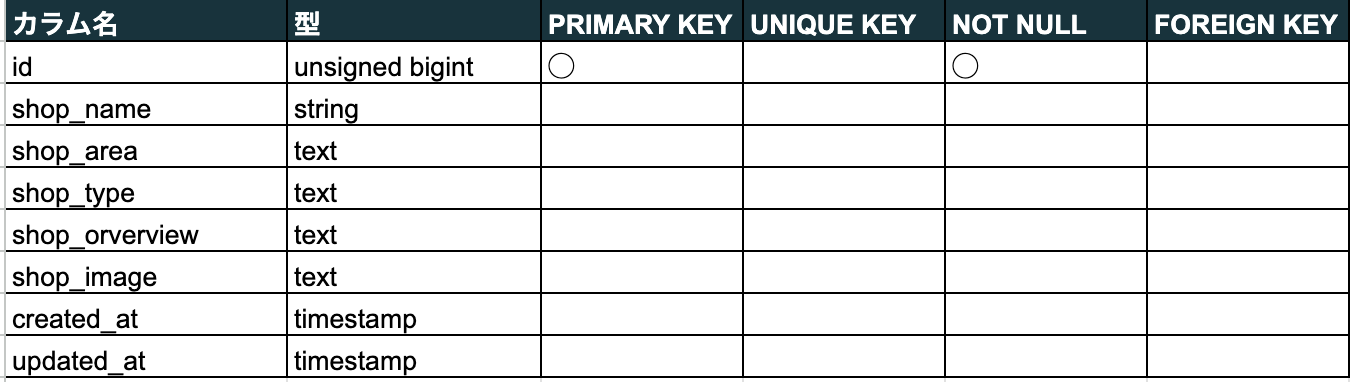 カラム名 型 PRIMARY KEY UNIQUE KEY NOT NULL FOREIGN KEY
id unsigned bigint ○ ○
shop_name string
shop_area text
shop_type text
shop_orverview text
shop_image text
created_at timestamp
updated_at timestamp